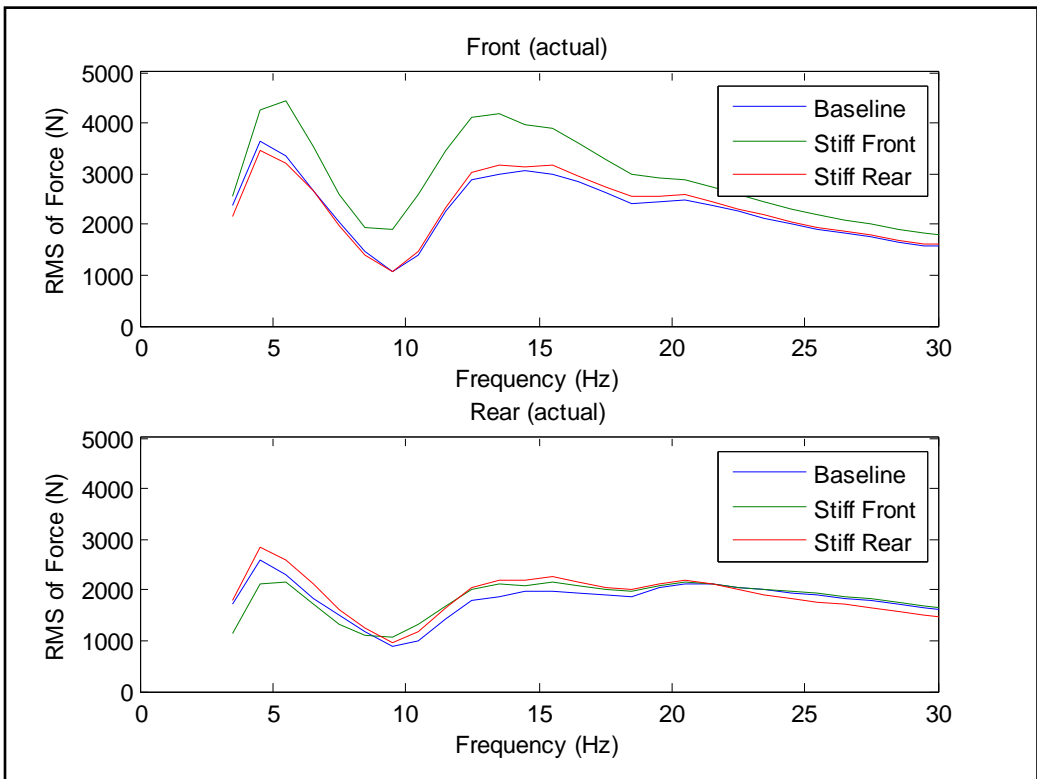 Front (actual)
RMS of Force (N)
5000
4000
3000
2000
1000
0
Baseline
Stiff Front
Stiff Rear
0 5 10 15 20 25 30
Frequency (Hz)
Rear (actual)
RMS of Force (N)
5000
4000
3000
2000
1000
0
Baseline
Stiff Front
Stiff Rear
0 5 10 15 20 25 30
Frequency (Hz)